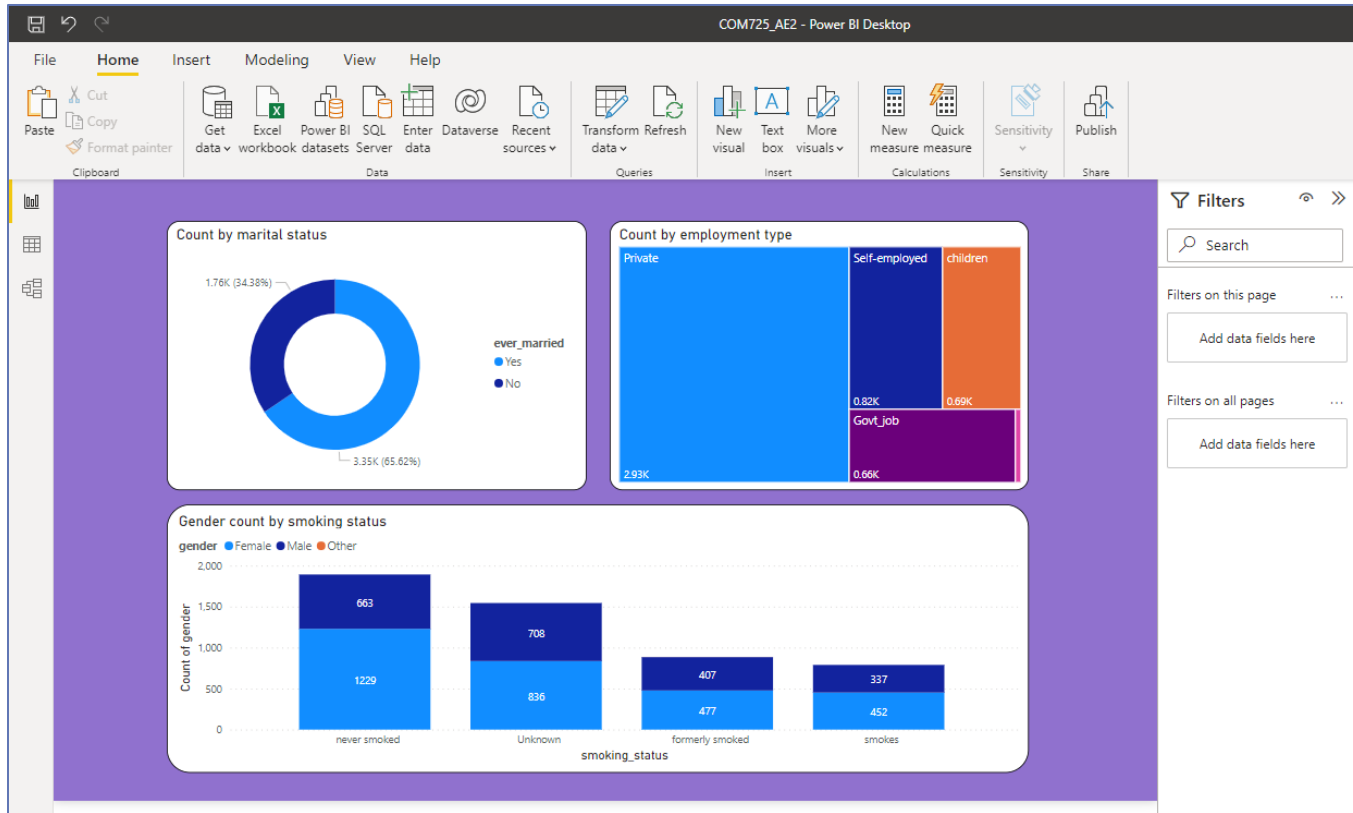 COM725_AE2 - Power BI Desktop
File Home Insert Modeling View Help
Paste
Cut
Copy
Format painter
Clipboard
Get data
Excel workbook
Power BI datasets
SQL Server
Enter data
Dataverse
Recent sources
Data
Transform data
Refresh
Queries
New visual
Text box
More visuals
Insert
New measure
Quick measure
Calculations
Sensitivity
Sensitivity
Publish
Share
Count by marital status
1.76K (34.38%)
3.35K (65.62%)
ever_married
Yes
No
Count by employment type
Private
2.93K
Self-employed
0.82K
children
0.69K
Govt_job
0.66K
Gender count by smoking status
gender Female Male Other
Count of gender
2,000
1,500
1,000
500
0
663
1229
708
836
407
477
337
452
never smoked
Unknown
formerly smoked
smokes
smoking_status
Filters
Search
Filters on this page
...
Add data fields here
Filters on all pages
...
Add data fields here